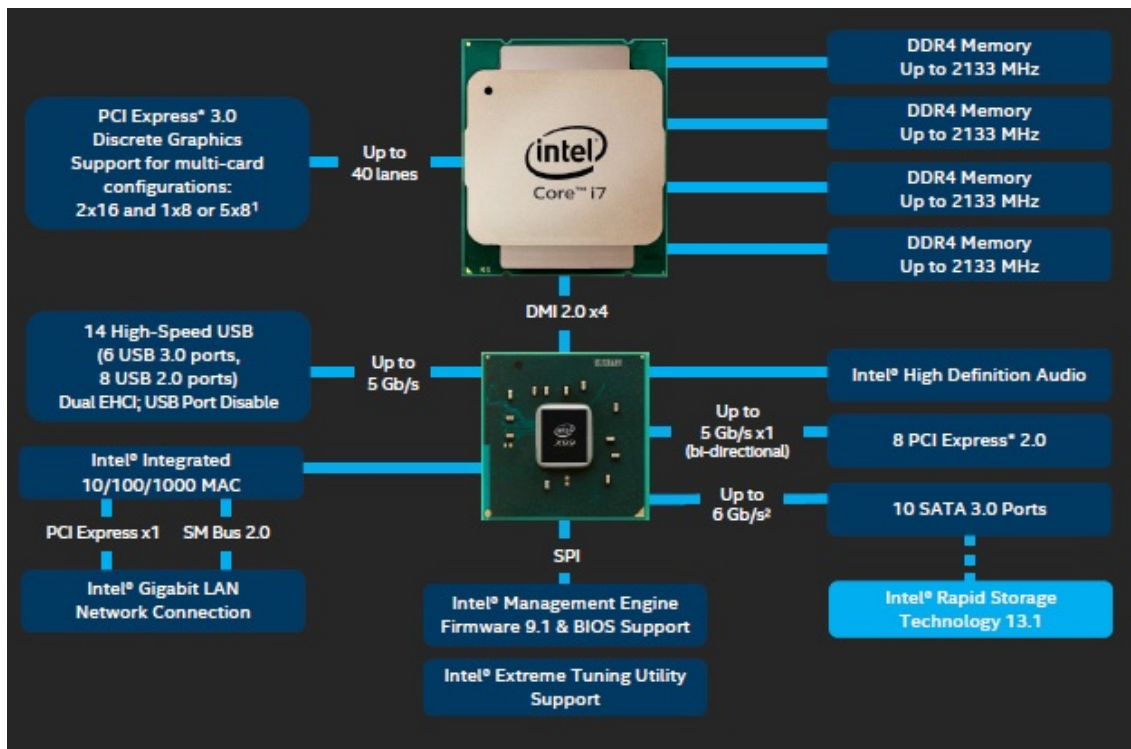 DDR4 Memory
Up to 2133 MHz
DDR4 Memory
Up to 2133 MHz
DDR4 Memory
Up to 2133 MHz
DDR4 Memory
Up to 2133 MHz
PCI Express* 3.0
Discrete Graphics
Support for multi-card
configurations:
2x16 and 1x8 or 5x8¹
Up to
40 lanes
intel
Core™ i7
DMI 2.0 x4
14 High-Speed USB
(6 USB 3.0 ports,
8 USB 2.0 ports)
Dual EHCI; USB Port Disable
Up to
5 Gb/s
intel
X99
Intel® High Definition Audio
Up to
5 Gb/s x1
(bi-directional)
8 PCI Express* 2.0
Intel® Integrated
10/100/1000 MAC
Up to
6 Gb/s²
10 SATA 3.0 Ports
PCI Express x1
SM Bus 2.0
SPI
Intel® Gigabit LAN
Network Connection
Intel® Management Engine
Firmware 9.1 & BIOS Support
Intel® Rapid Storage
Technology 13.1
Intel® Extreme Tuning Utility
Support